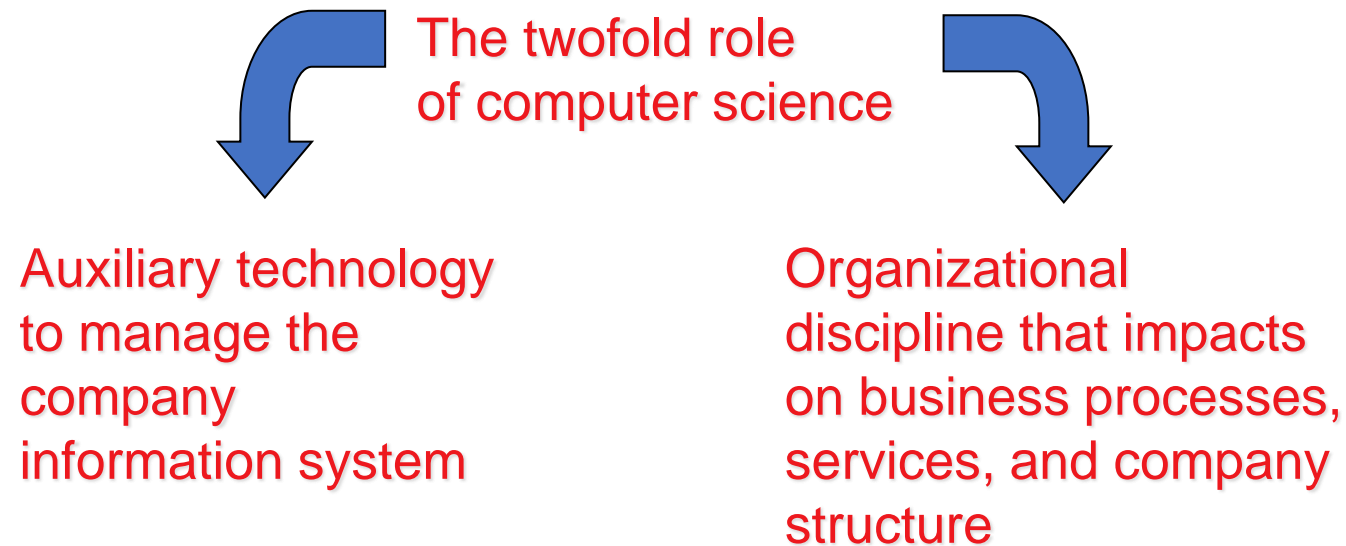 The twofold role
of computer science
Auxiliary technology
to manage the
company
information system
Organizational
discipline that impacts
on business processes,
services, and company
structure